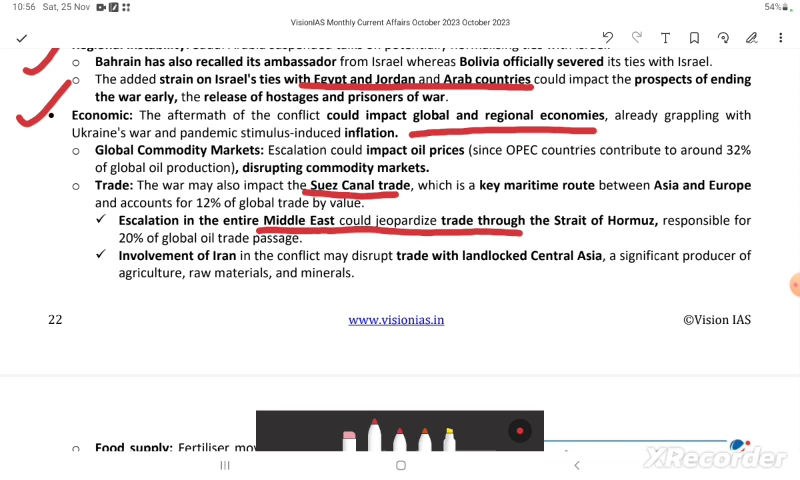 10:56 Sat, 25 Nov
54%
VisionIAS Monthly Current Affairs October 2023 October 2023
T
o Bahrain has also recalled its ambassador from Israel whereas Bolivia officially severed its ties with Israel.
o The added strain on Israel's ties with Egypt and Jordan and Arab countries could impact the prospects of ending
the war early, the release of hostages and prisoners of war.
• Economic: The aftermath of the conflict could impact global and regional economies, already grappling with
Ukraine's war and pandemic stimulus-induced inflation.
o Global Commodity Markets: Escalation could impact oil prices (since OPEC countries contribute to around 32%
of global oil production), disrupting commodity markets.
o Trade: The war may also impact the Suez Canal trade, which is a key maritime route between Asia and Europe
and accounts for 12% of global trade by value.
✓ Escalation in the entire Middle East could jeopardize trade through the Strait of Hormuz, responsible for
20% of global oil trade passage.
✓ Involvement of Iran in the conflict may disrupt trade with landlocked Central Asia, a significant producer of
agriculture, raw materials, and minerals.
22 www.visionias.in ©Vision IAS
o Food supply: Fertiliser
XRecorder